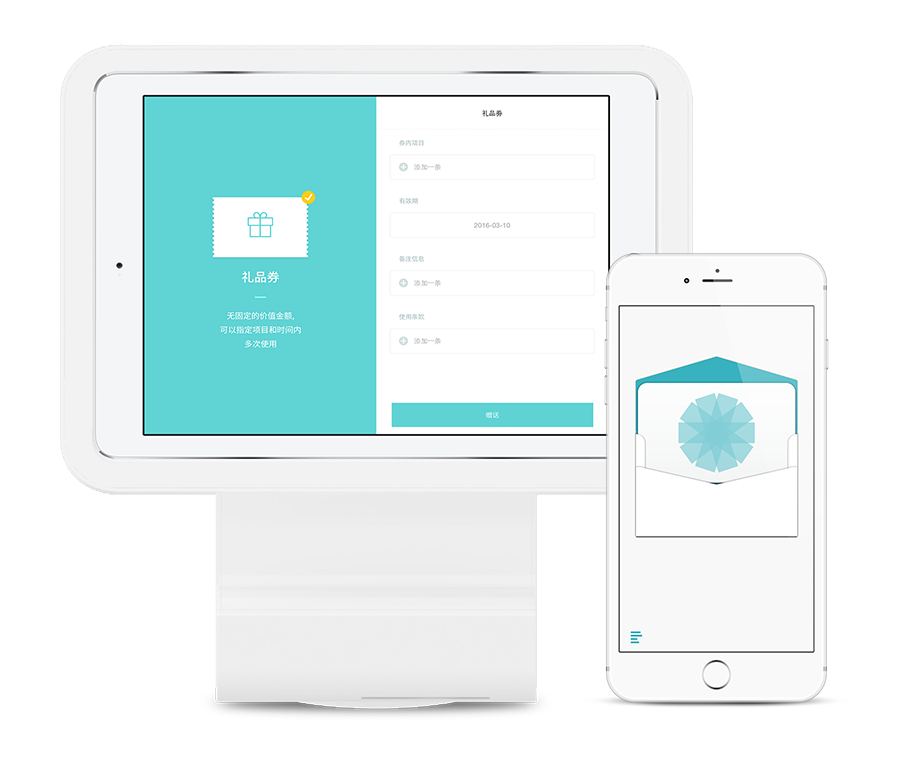 礼品券
无固定的价值金额，
可以指定项目和时间内
多次使用
礼品券
券内项目
添加一条
有效期
2016-03-10
备注信息
添加一条
使用条款
添加一条
赠送